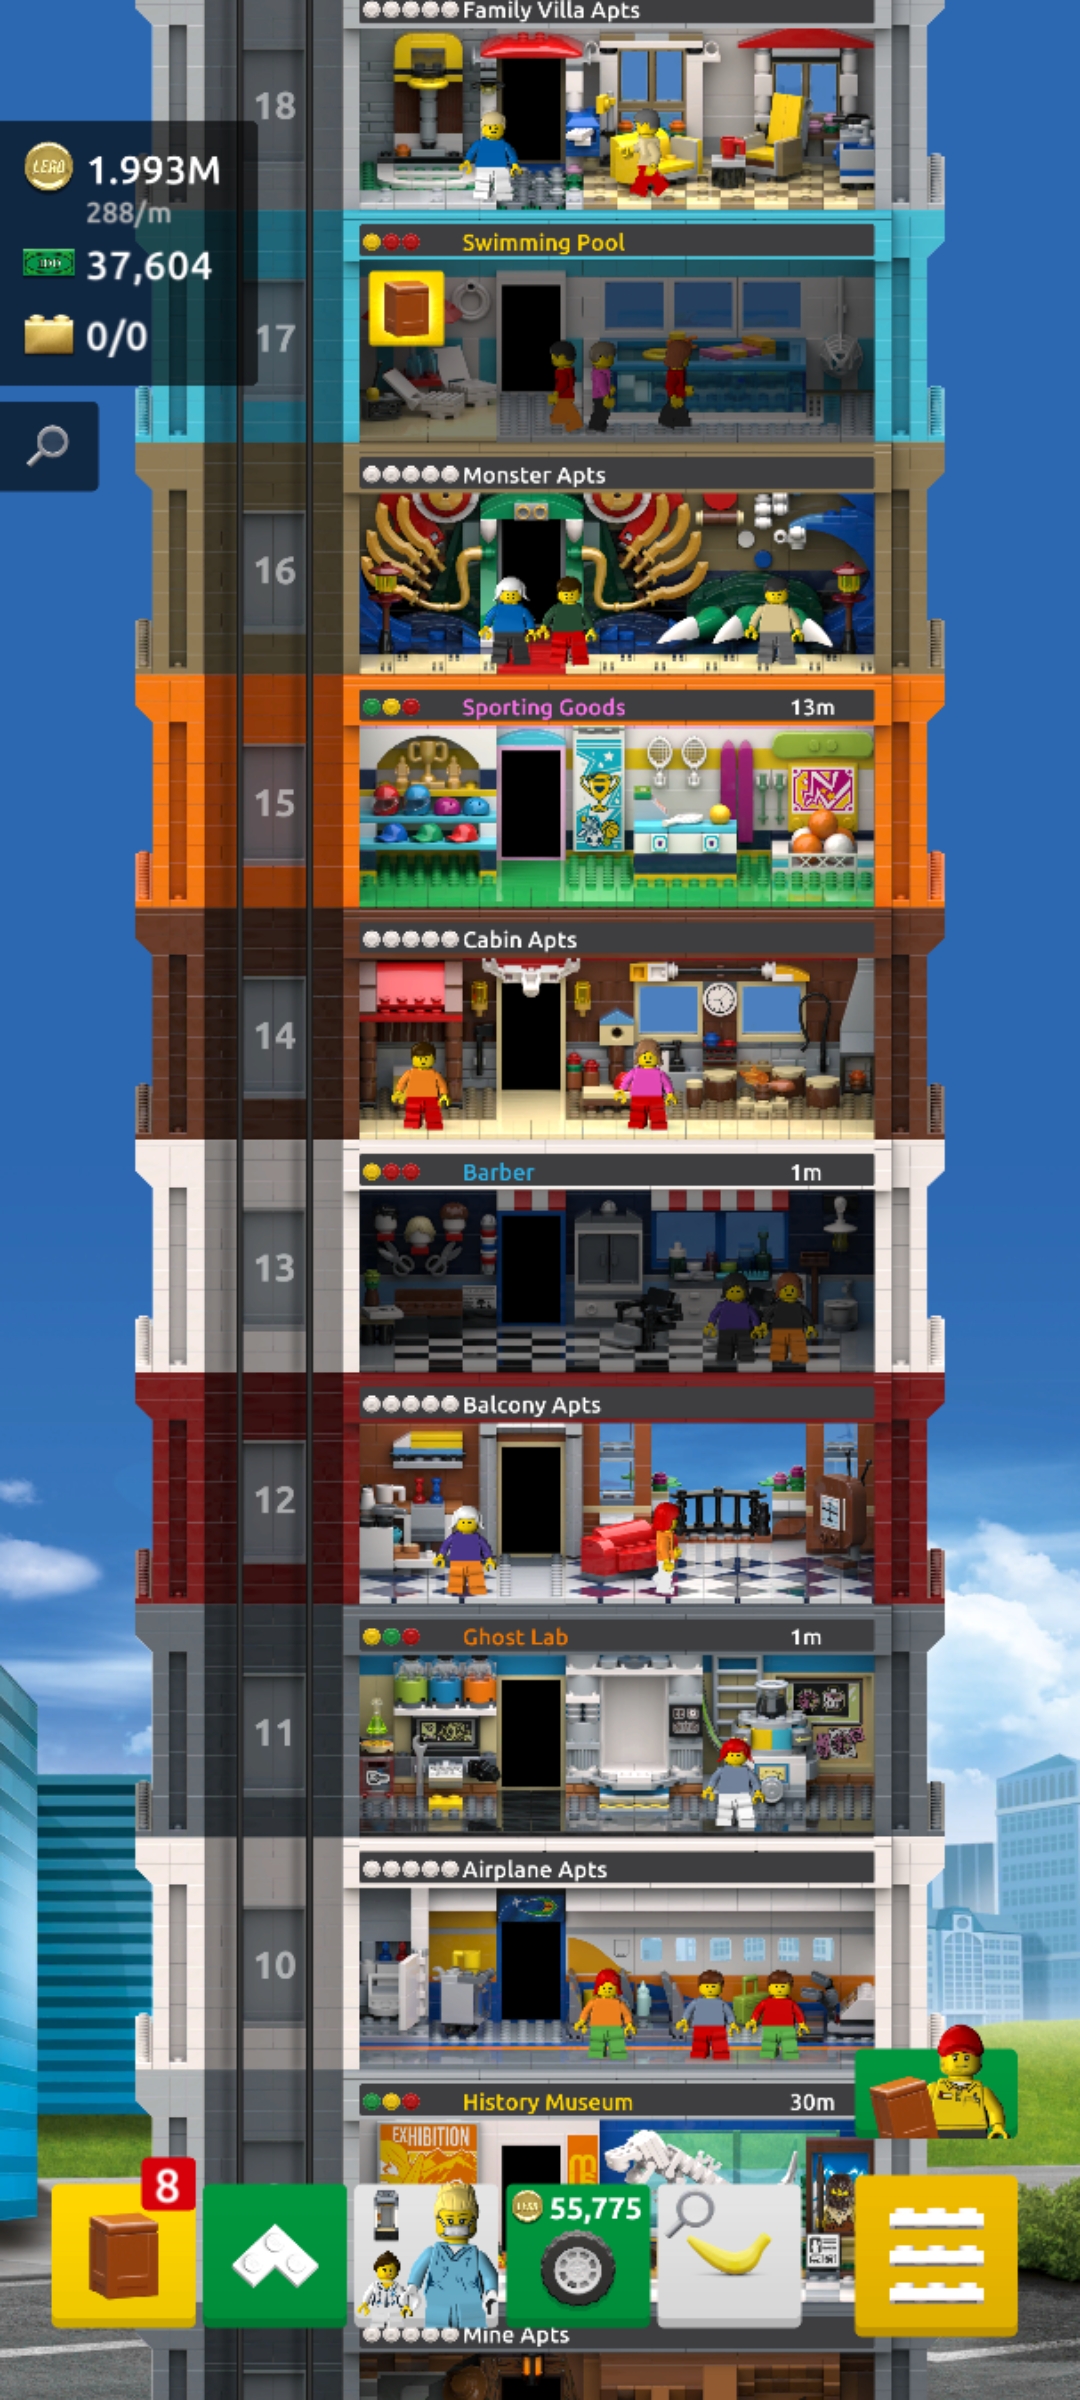 Family Villa Apts
18
LEGO
1.993M
288/m
37,604
0/0
Swimming Pool
17
Monster Apts
16
Sporting Goods 13m
15
Cabin Apts
14
Barber 1m
13
Balcony Apts
12
Ghost Lab 1m
11
Airplane Apts
10
History Museum 30m
EXHIBITION
8
55,775
Mine Apts